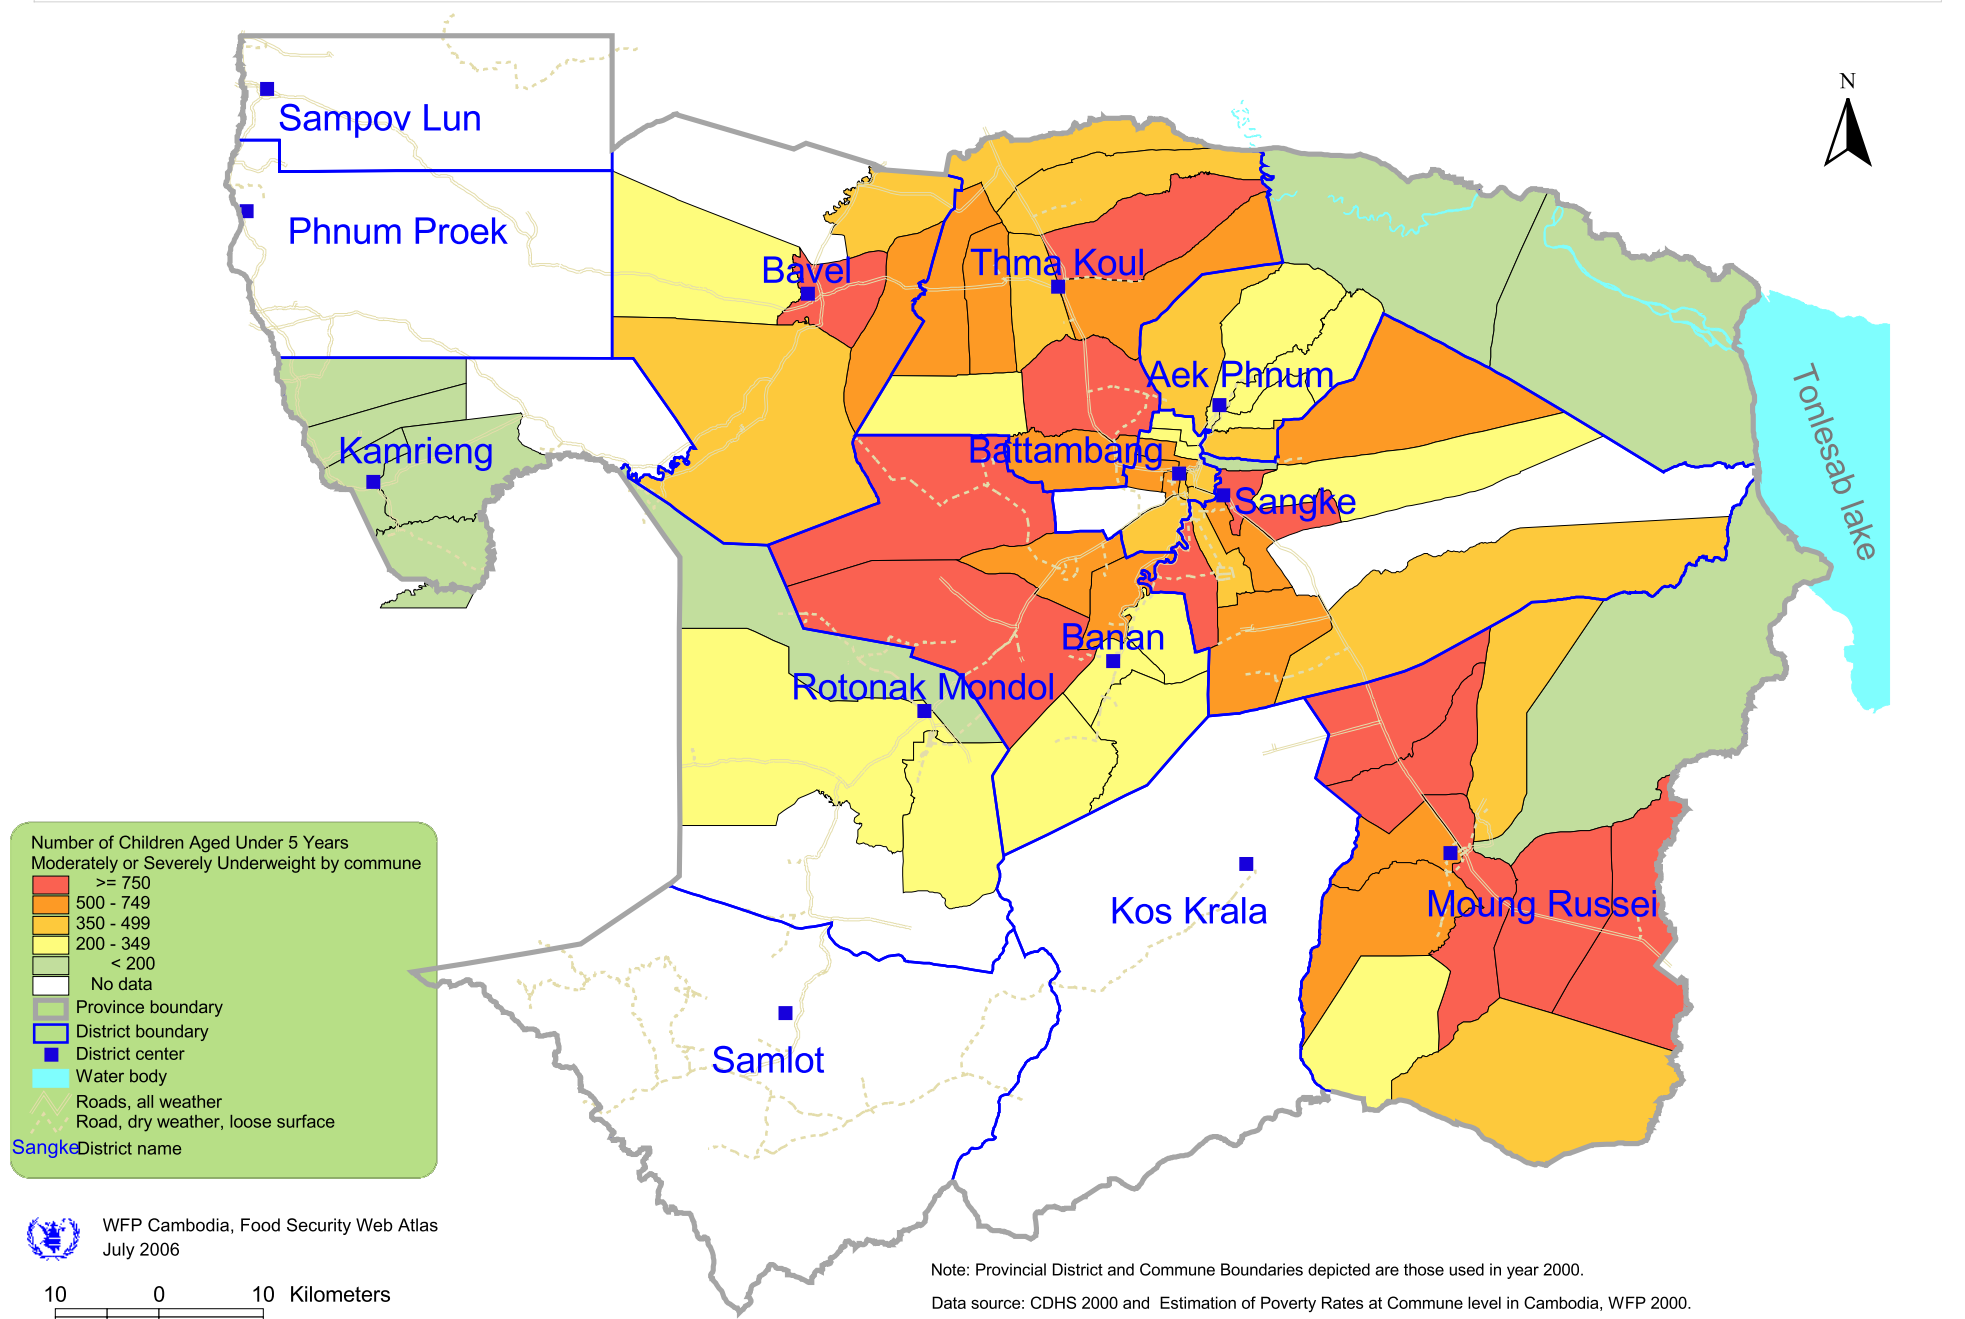 N
Sampov Lun
Phnum Proek
Bavel
Thma Koul
Aek Phnum
Tonlesab lake
Kamrieng
Battambang
Sangke
Banan
Rotonak Mondol
Kos Krala
Moung Russei
Samlot
Number of Children Aged Under 5 Years
Moderately or Severely Underweight by commune
>= 750
500 - 749
350 - 499
200 - 349
< 200
No data
Province boundary
District boundary
District center
Water body
Roads, all weather
Road, dry weather, loose surface
Sangke District name
WFP Cambodia, Food Security Web Atlas
July 2006
10 0 10 Kilometers
Note: Provincial District and Commune Boundaries depicted are those used in year 2000.
Data source: CDHS 2000 and Estimation of Poverty Rates at Commune level in Cambodia, WFP 2000.